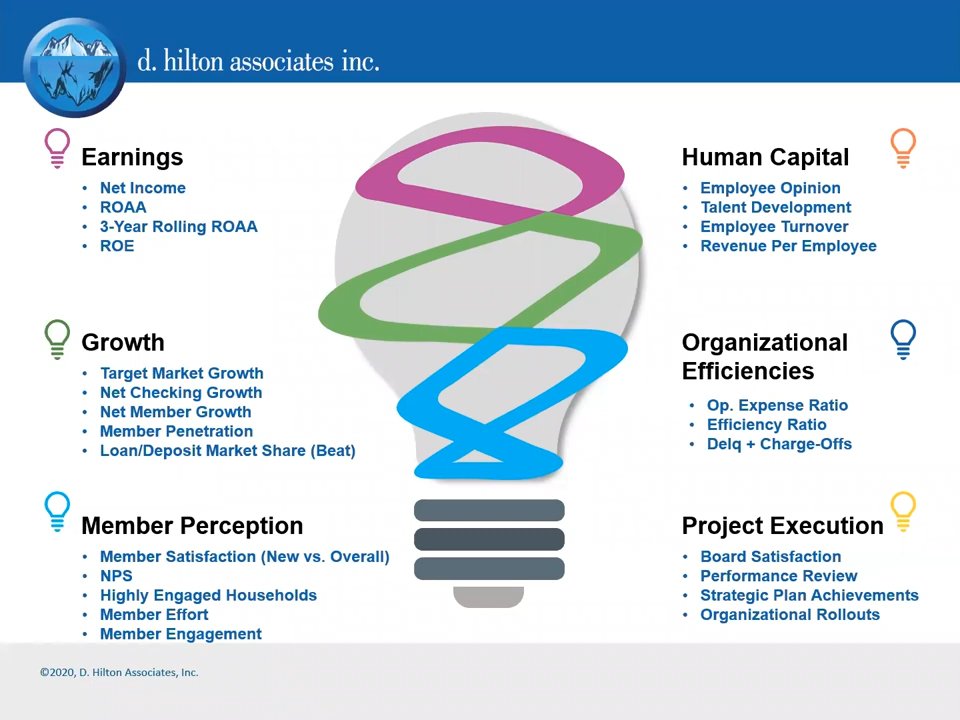 d. hilton associates inc.
Earnings
• Net Income
• ROAA
• 3-Year Rolling ROAA
• ROE
Growth
• Target Market Growth
• Net Checking Growth
• Net Member Growth
• Member Penetration
• Loan/Deposit Market Share (Beat)
Member Perception
• Member Satisfaction (New vs. Overall)
• NPS
• Highly Engaged Households
• Member Effort
• Member Engagement
Human Capital
• Employee Opinion
• Talent Development
• Employee Turnover
• Revenue Per Employee
Organizational
Efficiencies
• Op. Expense Ratio
• Efficiency Ratio
• Delq + Charge-Offs
Project Execution
• Board Satisfaction
• Performance Review
• Strategic Plan Achievements
• Organizational Rollouts
©2020, D. Hilton Associates, Inc.